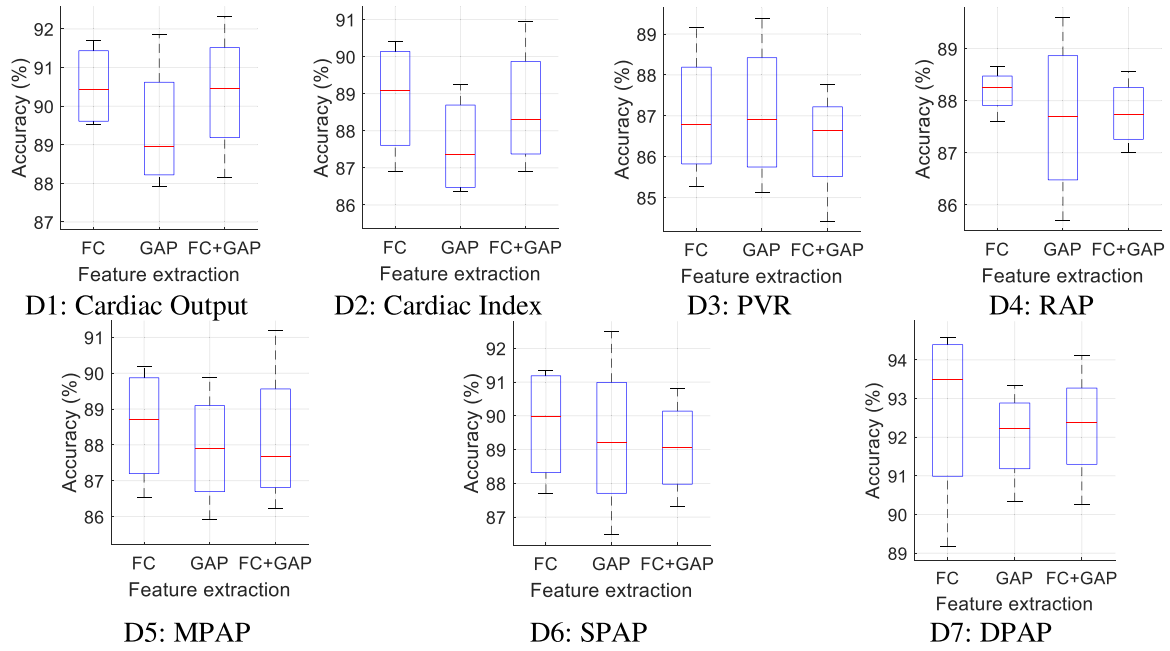 Accuracy (%)
92
91
90
89
88
87
FC GAP FC+GAP
Feature extraction
D1: Cardiac Output
Accuracy (%)
91
90
89
88
87
86
FC GAP FC+GAP
Feature extraction
D2: Cardiac Index
Accuracy (%)
89
88
87
86
85
FC GAP FC+GAP
Feature extraction
D3: PVR
Accuracy (%)
89
88
87
86
FC GAP FC+GAP
Feature extraction
D4: RAP
Accuracy (%)
91
90
89
88
87
86
FC GAP FC+GAP
Feature extraction
D5: MPAP
Accuracy (%)
92
91
90
89
88
87
FC GAP FC+GAP
Feature extraction
D6: SPAP
Accuracy (%)
94
93
92
91
90
89
FC GAP FC+GAP
Feature extraction
D7: DPAP